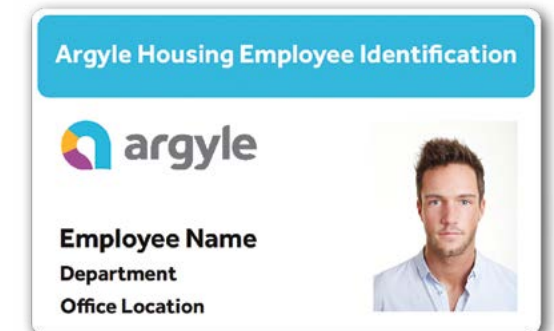 Argyle Housing Employee Identification
argyle
Employee Name
Department
Office Location